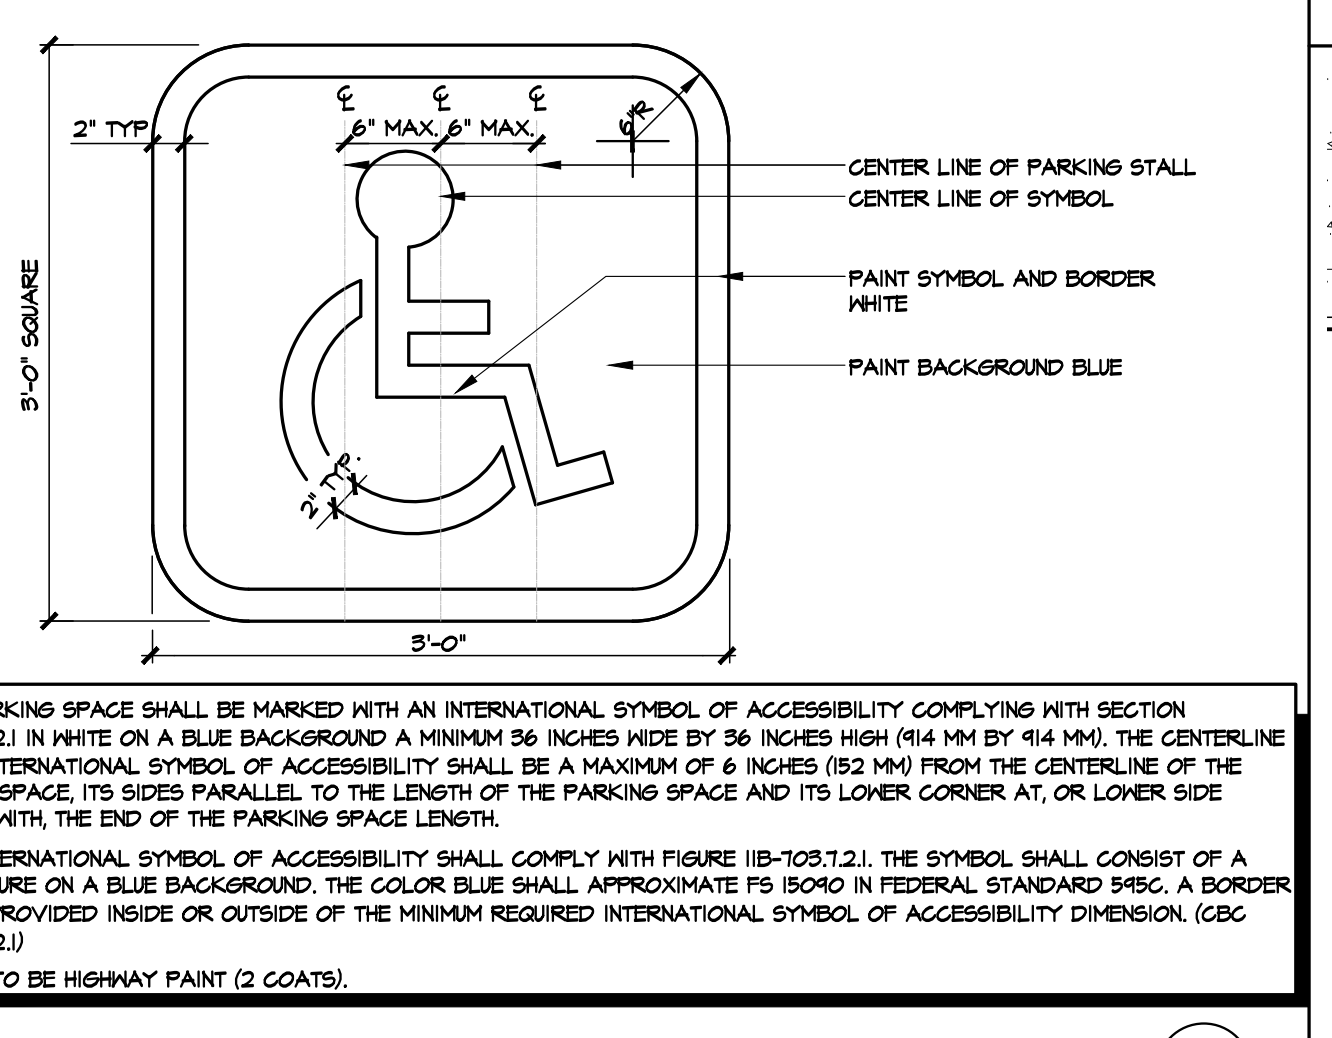 ℄ ℄ ℄
2" TYP 6" MAX. 6" MAX. 6"R
CENTER LINE OF PARKING STALL
CENTER LINE OF SYMBOL
PAINT SYMBOL AND BORDER
WHITE
PAINT BACKGROUND BLUE
3'-0" SQUARE
2" TYP.
3'-0"
RKING SPACE SHALL BE MARKED WITH AN INTERNATIONAL SYMBOL OF ACCESSIBILITY COMPLYING WITH SECTION
2.1 IN WHITE ON A BLUE BACKGROUND A MINIMUM 36 INCHES WIDE BY 36 INCHES HIGH (914 MM BY 914 MM). THE CENTERLINE
TERNATIONAL SYMBOL OF ACCESSIBILITY SHALL BE A MAXIMUM OF 6 INCHES (152 MM) FROM THE CENTERLINE OF THE
SPACE, ITS SIDES PARALLEL TO THE LENGTH OF THE PARKING SPACE AND ITS LOWER CORNER AT, OR LOWER SIDE
WITH, THE END OF THE PARKING SPACE LENGTH.
ERNATIONAL SYMBOL OF ACCESSIBILITY SHALL COMPLY WITH FIGURE 11B-703.7.2.1. THE SYMBOL SHALL CONSIST OF A
URE ON A BLUE BACKGROUND. THE COLOR BLUE SHALL APPROXIMATE FS 15090 IN FEDERAL STANDARD 595C. A BORDER
ROVIDED INSIDE OR OUTSIDE OF THE MINIMUM REQUIRED INTERNATIONAL SYMBOL OF ACCESSIBILITY DIMENSION. (CBC
2.1)
TO BE HIGHWAY PAINT (2 COATS).